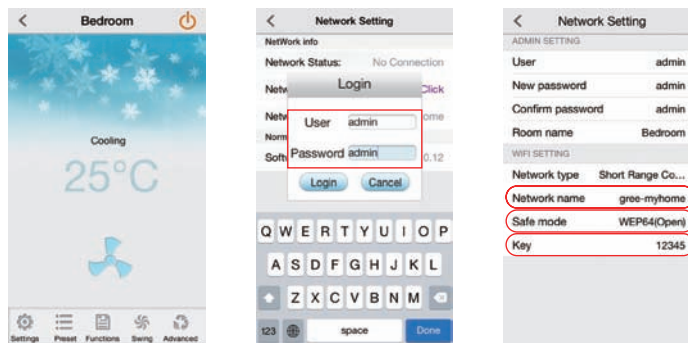 Bedroom
Cooling
25°C
Settings Preset Functions Swing Advanced
Network Setting
NetWork info
Network Status: No Connection
Login
Click
User admin
Password admin
0.12
Login Cancel
Q W E R T Y U I O P
A S D F G H J K L
Z X C V B N M
123 space Done
Network Setting
ADMIN SETTING
User admin
New password admin
Confirm password admin
Room name Bedroom
WIFI SETTING
Network type Short Range Co...
Network name gree-myhome
Safe mode WEP64(Open)
Key 12345